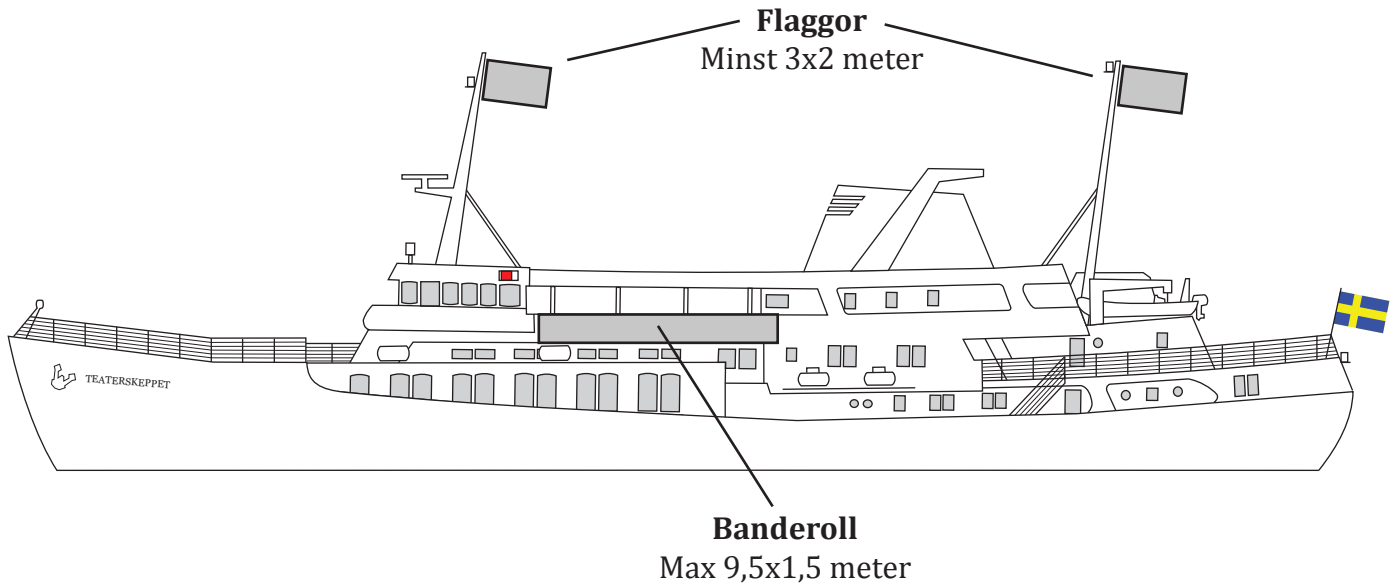 Flaggor
Minst 3x2 meter
TEATERSKEPPET
Banderoll
Max 9,5x1,5 meter